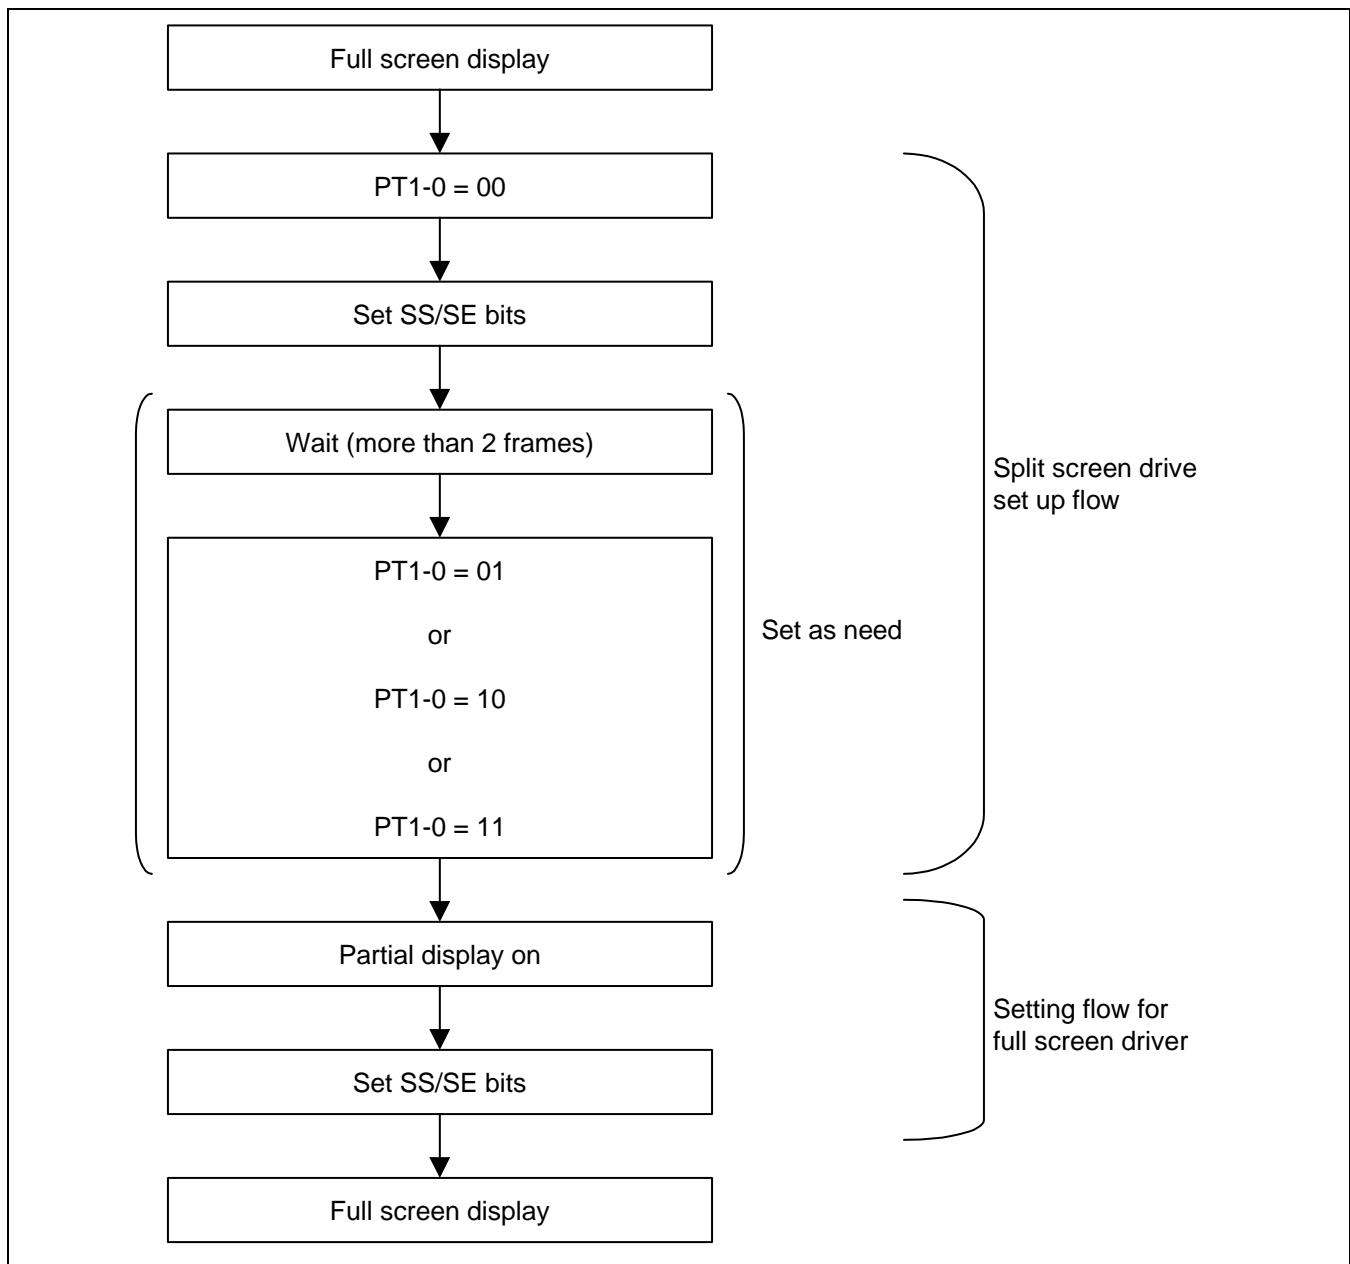 Full screen display
PT1-0 = 00
Set SS/SE bits
Wait (more than 2 frames)
PT1-0 = 01
or
PT1-0 = 10
or
PT1-0 = 11
Set as need
Split screen drive
set up flow
Partial display on
Set SS/SE bits
Setting flow for
full screen driver
Full screen display